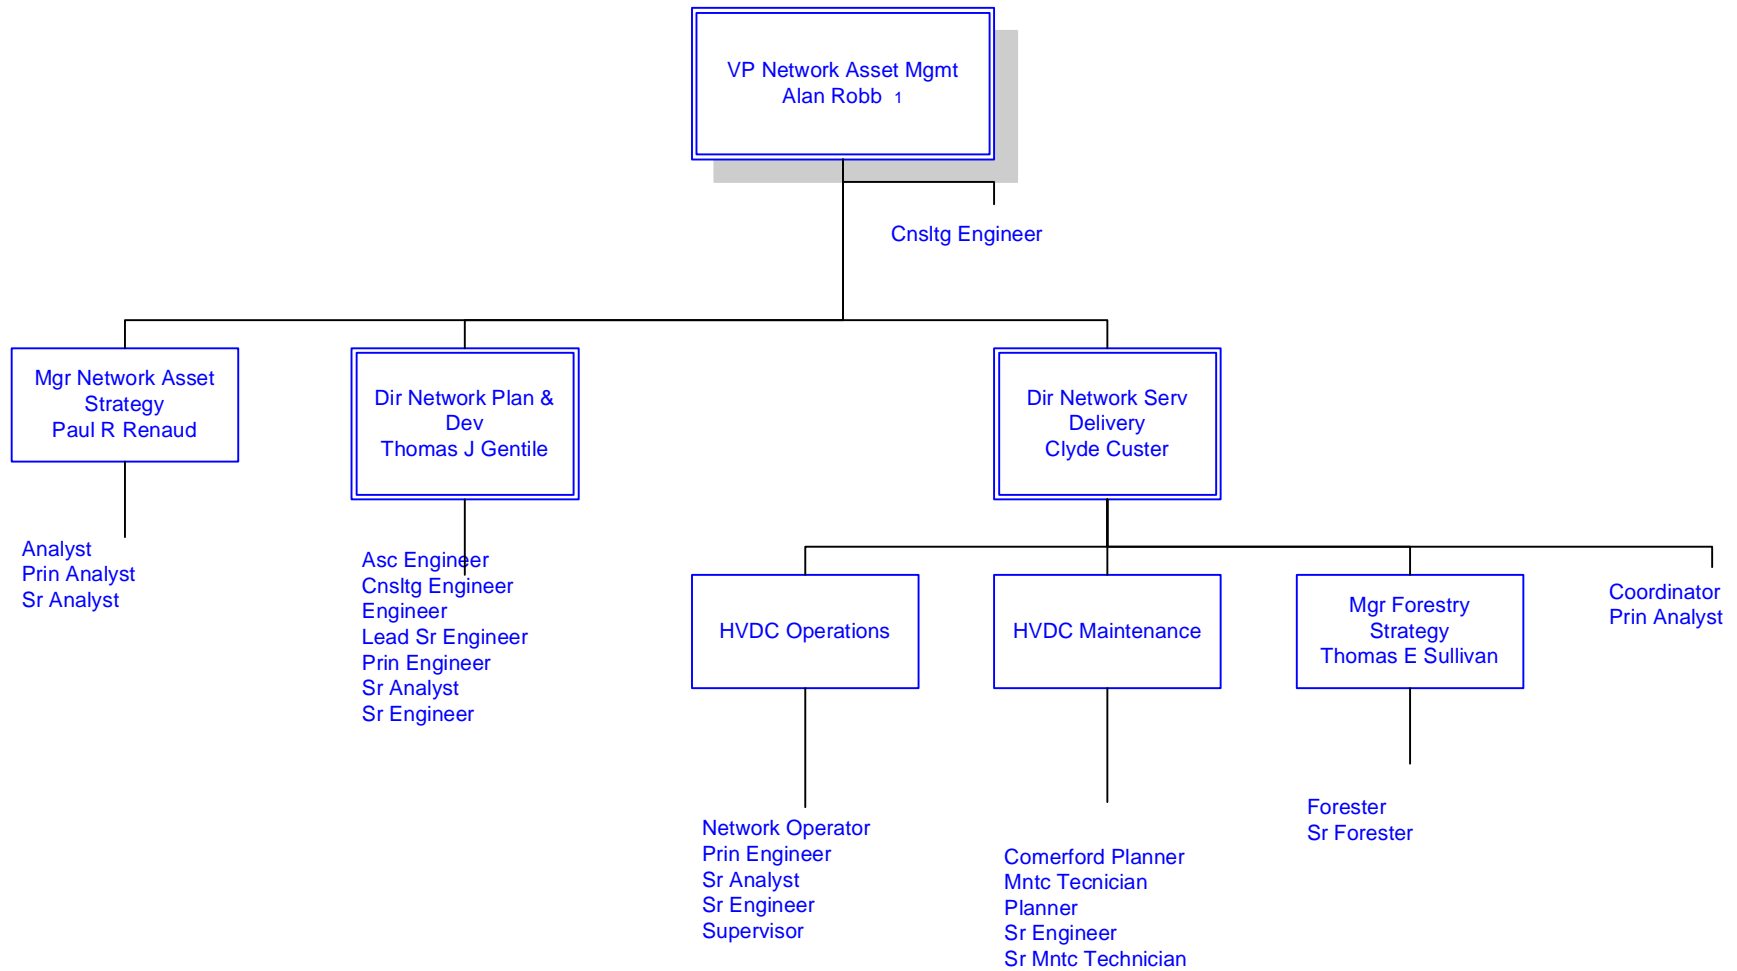 VP Network Asset Mgmt
Alan Robb 1
Cnsltg Engineer
Mgr Network Asset
Strategy
Paul R Renaud
Dir Network Plan &
Dev
Thomas J Gentile
Dir Network Serv
Delivery
Clyde Custer
Analyst
Prin Analyst
Sr Analyst
Asc Engineer
Cnsltg Engineer
Engineer
Lead Sr Engineer
Prin Engineer
Sr Analyst
Sr Engineer
HVDC Operations
HVDC Maintenance
Mgr Forestry
Strategy
Thomas E Sullivan
Coordinator
Prin Analyst
Network Operator
Prin Engineer
Sr Analyst
Sr Engineer
Supervisor
Comerford Planner
Mntc Tecnician
Planner
Sr Engineer
Sr Mntc Technician
Forester
Sr Forester